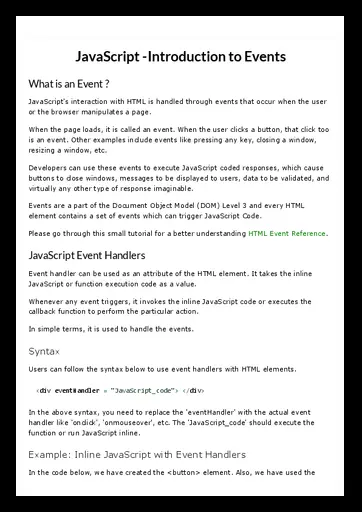 JavaScript -Introduction to Events
What is an Event ?
JavaScript's interaction with HTML is handled through events that occur when the user
or the browser manipulates a page.
When the page loads, it is called an event. When the user clicks a button, that click too
is an event. Other examples include events like pressing any key, closing a window,
resizing a window, etc.
Developers can use these events to execute JavaScript coded responses, which cause
buttons to close windows, messages to be displayed to users, data to be validated, and
virtually any other type of response imaginable.
Events are a part of the Document Object Model (DOM) Level 3 and every HTML
element contains a set of events which can trigger JavaScript Code.
Please go through this small tutorial for a better understanding HTML Event Reference.
JavaScript Event Handlers
Event handler can be used as an attribute of the HTML element. It takes the inline
JavaScript or function execution code as a value.
Whenever any event triggers, it invokes the inline JavaScript code or executes the
callback function to perform the particular action.
In simple terms, it is used to handle the events.
Syntax
Users can follow the syntax below to use event handlers with HTML elements.
<div eventHandler = "JavaScript_code"> </div>
In the above syntax, you need to replace the 'eventHandler' with the actual event
handler like 'onclick', 'onmouseover', etc. The 'JavaScript_code' should execute the
function or run JavaScript inline.
Example: Inline JavaScript with Event Handlers
In the code below, we have created the <button> element. Also, we have used the